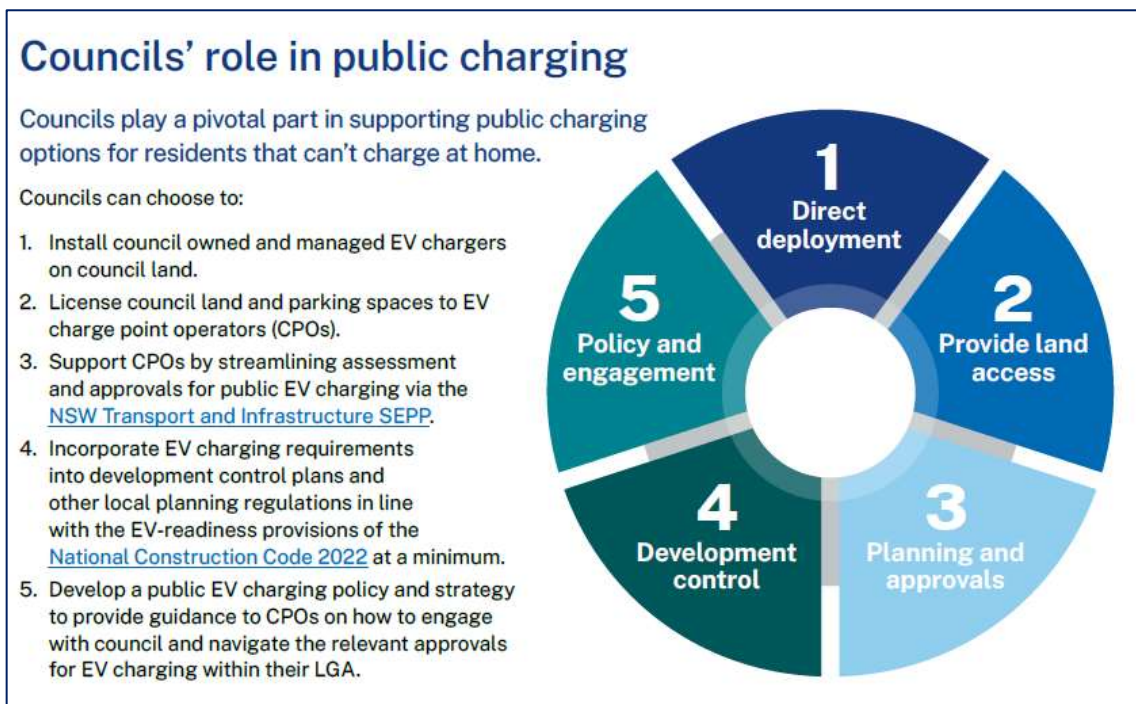 Councils' role in public charging
Councils play a pivotal part in supporting public charging
options for residents that can't charge at home.
Councils can choose to:
1. Install council owned and managed EV chargers
on council land.
2. License council land and parking spaces to EV
charge point operators (CPOs).
3. Support CPOs by streamlining assessment
and approvals for public EV charging via the
NSW Transport and Infrastructure SEPP.
4. Incorporate EV charging requirements
into development control plans and
other local planning regulations in line
with the EV-readiness provisions of the
National Construction Code 2022 at a minimum.
5. Develop a public EV charging policy and strategy
to provide guidance to CPOs on how to engage
with council and navigate the relevant approvals
for EV charging within their LGA.
1
Direct
deployment
2
Provide land
access
3
Planning and
approvals
4
Development
control
5
Policy and
engagement